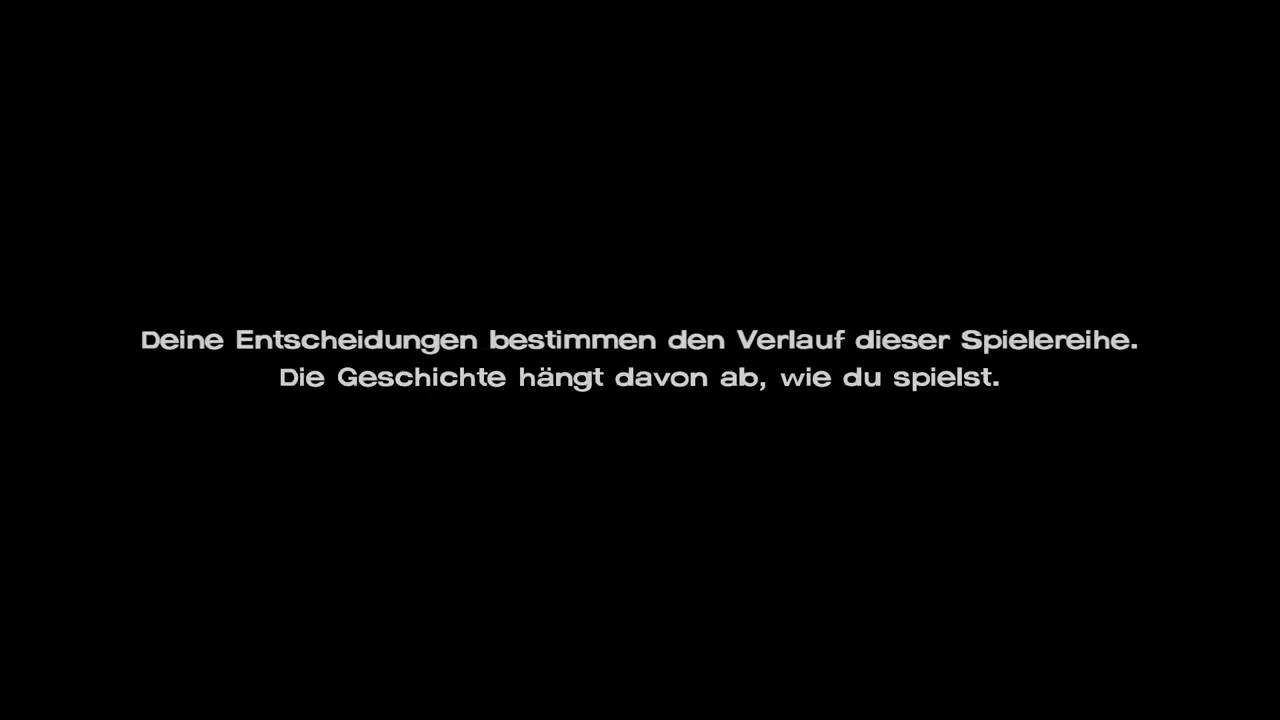 Deine Entscheidungen bestimmen den Verlauf dieser Spielereihe.
Die Geschichte hängt davon ab, wie du spielst.